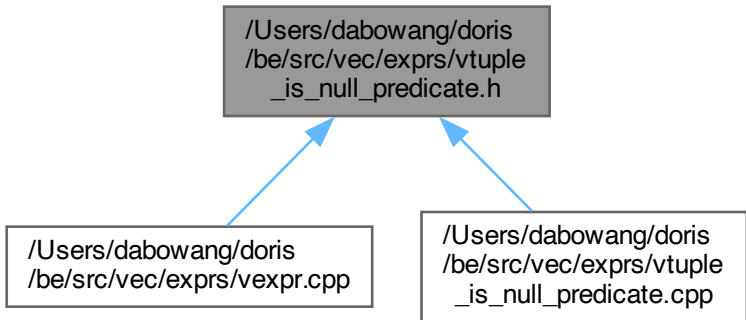 /Users/dabowang/doris
/be/src/vec/exprs/vtuple
_is_null_predicate.h
/Users/dabowang/doris
/be/src/vec/exprs/vexpr.cpp
/Users/dabowang/doris
/be/src/vec/exprs/vtuple
_is_null_predicate.cpp